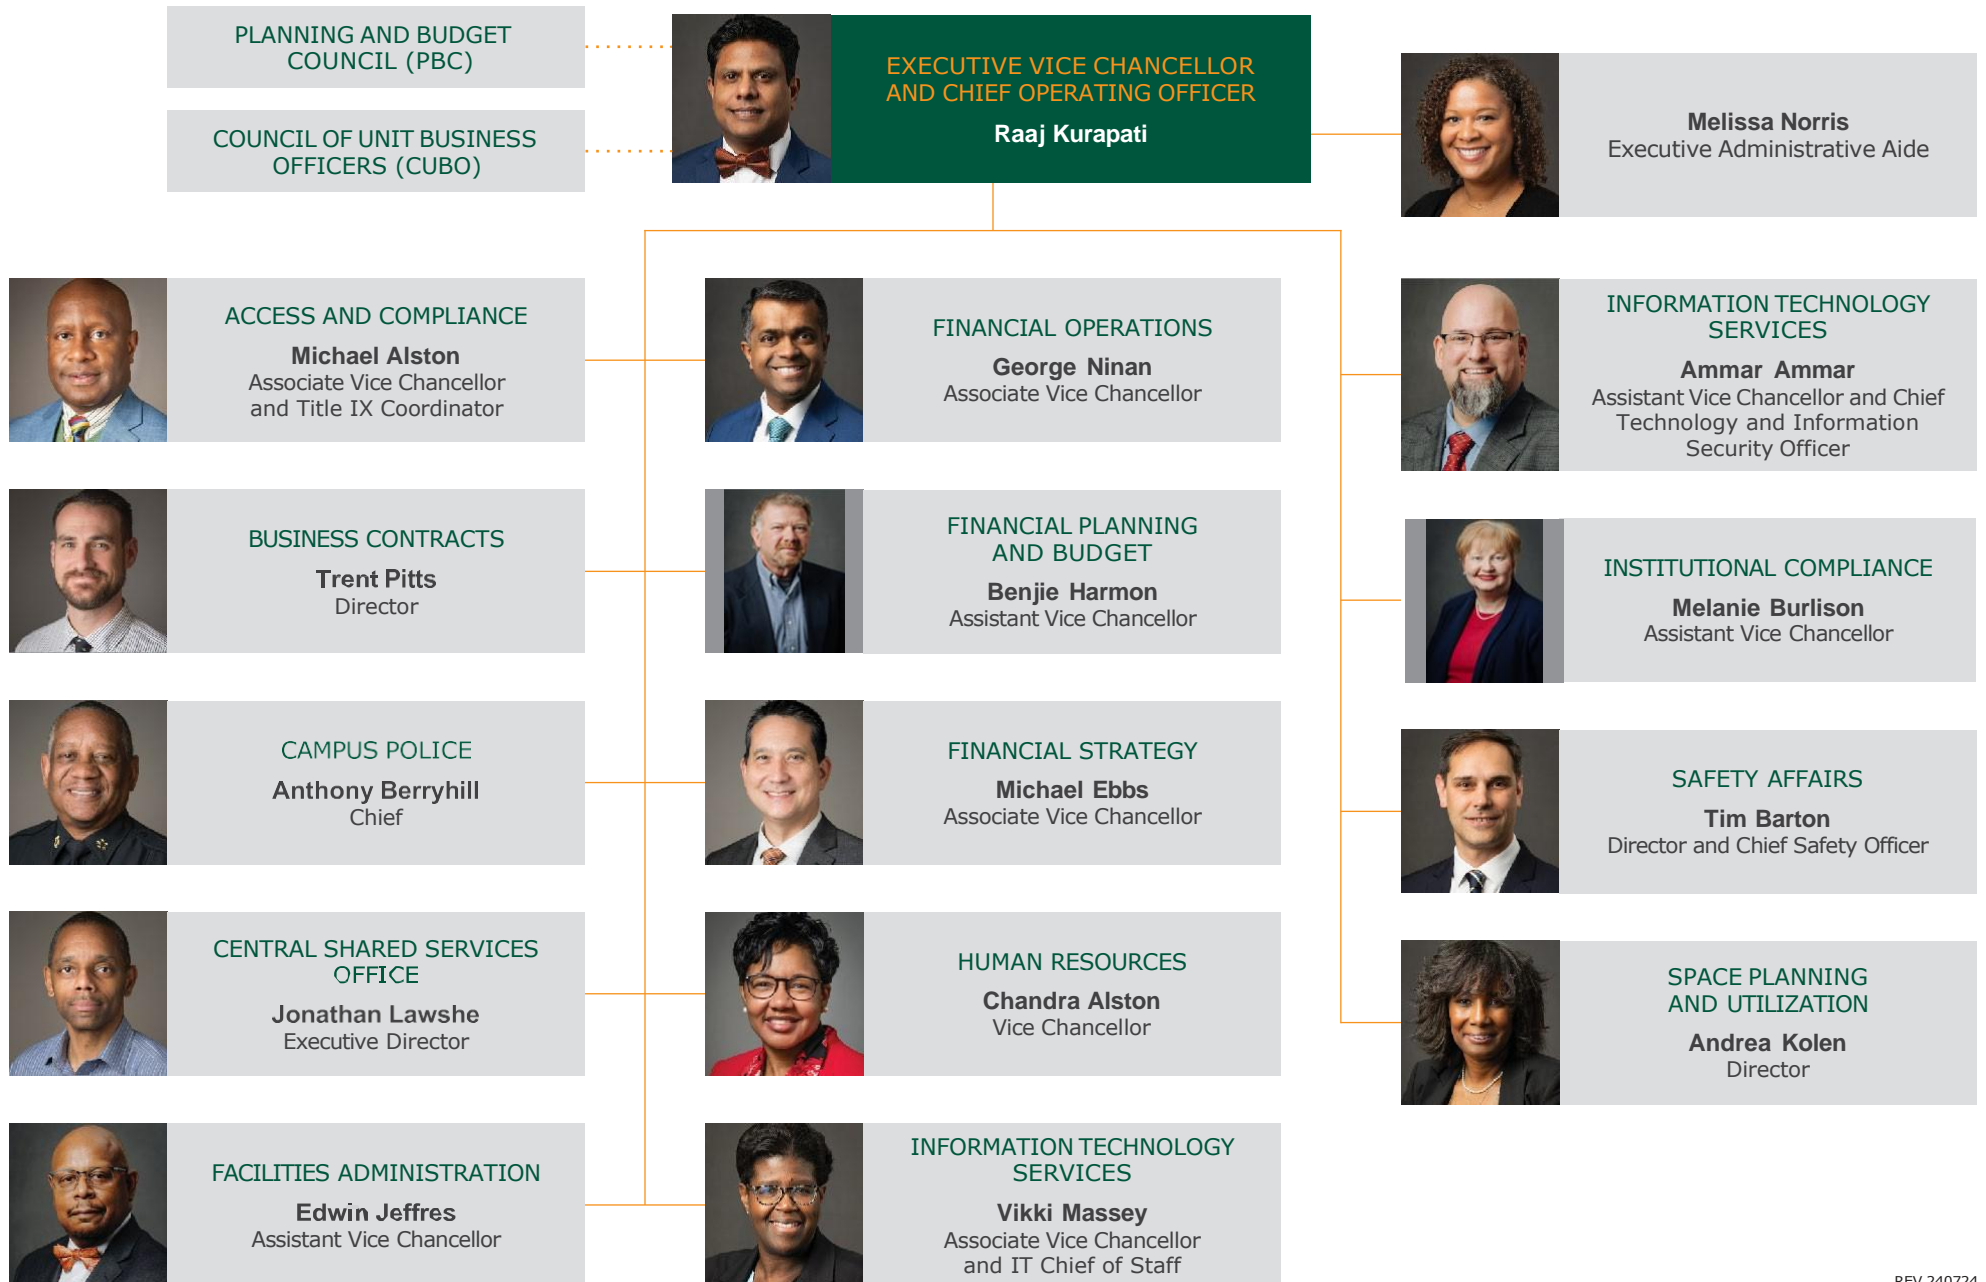 PLANNING AND BUDGET
COUNCIL (PBC)
COUNCIL OF UNIT BUSINESS
OFFICERS (CUBO)
EXECUTIVE VICE CHANCELLOR
AND CHIEF OPERATING OFFICER
Raaj Kurapati
Melissa Norris
Executive Administrative Aide
ACCESS AND COMPLIANCE
Michael Alston
Associate Vice Chancellor
and Title IX Coordinator
FINANCIAL OPERATIONS
George Ninan
Associate Vice Chancellor
INFORMATION TECHNOLOGY
SERVICES
Ammar Ammar
Assistant Vice Chancellor and Chief
Technology and Information
Security Officer
BUSINESS CONTRACTS
Trent Pitts
Director
FINANCIAL PLANNING
AND BUDGET
Benjie Harmon
Assistant Vice Chancellor
INSTITUTIONAL COMPLIANCE
Melanie Burlison
Assistant Vice Chancellor
CAMPUS POLICE
Anthony Berryhill
Chief
FINANCIAL STRATEGY
Michael Ebbs
Associate Vice Chancellor
SAFETY AFFAIRS
Tim Barton
Director and Chief Safety Officer
CENTRAL SHARED SERVICES
OFFICE
Jonathan Lawshe
Executive Director
HUMAN RESOURCES
Chandra Alston
Vice Chancellor
SPACE PLANNING
AND UTILIZATION
Andrea Kolen
Director
FACILITIES ADMINISTRATION
Edwin Jeffres
Assistant Vice Chancellor
INFORMATION TECHNOLOGY
SERVICES
Vikki Massey
Associate Vice Chancellor
and IT Chief of Staff
REV 240724